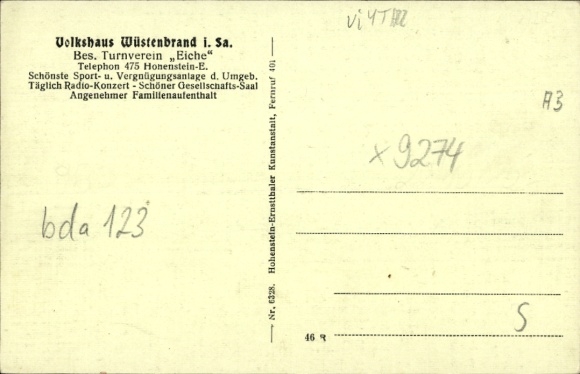 Volkshaus Wüstenbrand i. Sa.
Bes. Turnverein „Eiche“
Telephon 475 Hohenstein-E.
Schönste Sport- u. Vergnügungsanlage d. Umgeb.
Täglich Radio-Konzert - Schöner Gesellschafts-Saal
Angenehmer Familienaufenthalt
bda 123
Nr. 6328. Hohenstein-Ernstthaler Kunstanstalt, Fernruf 401
A3
x 9274
S
46